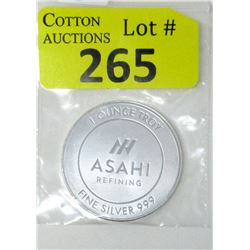 COTTON
AUCTIONS
Lot #
265
1 OUNCE TROY
ASAHI
REFINING
FINE SILVER 999